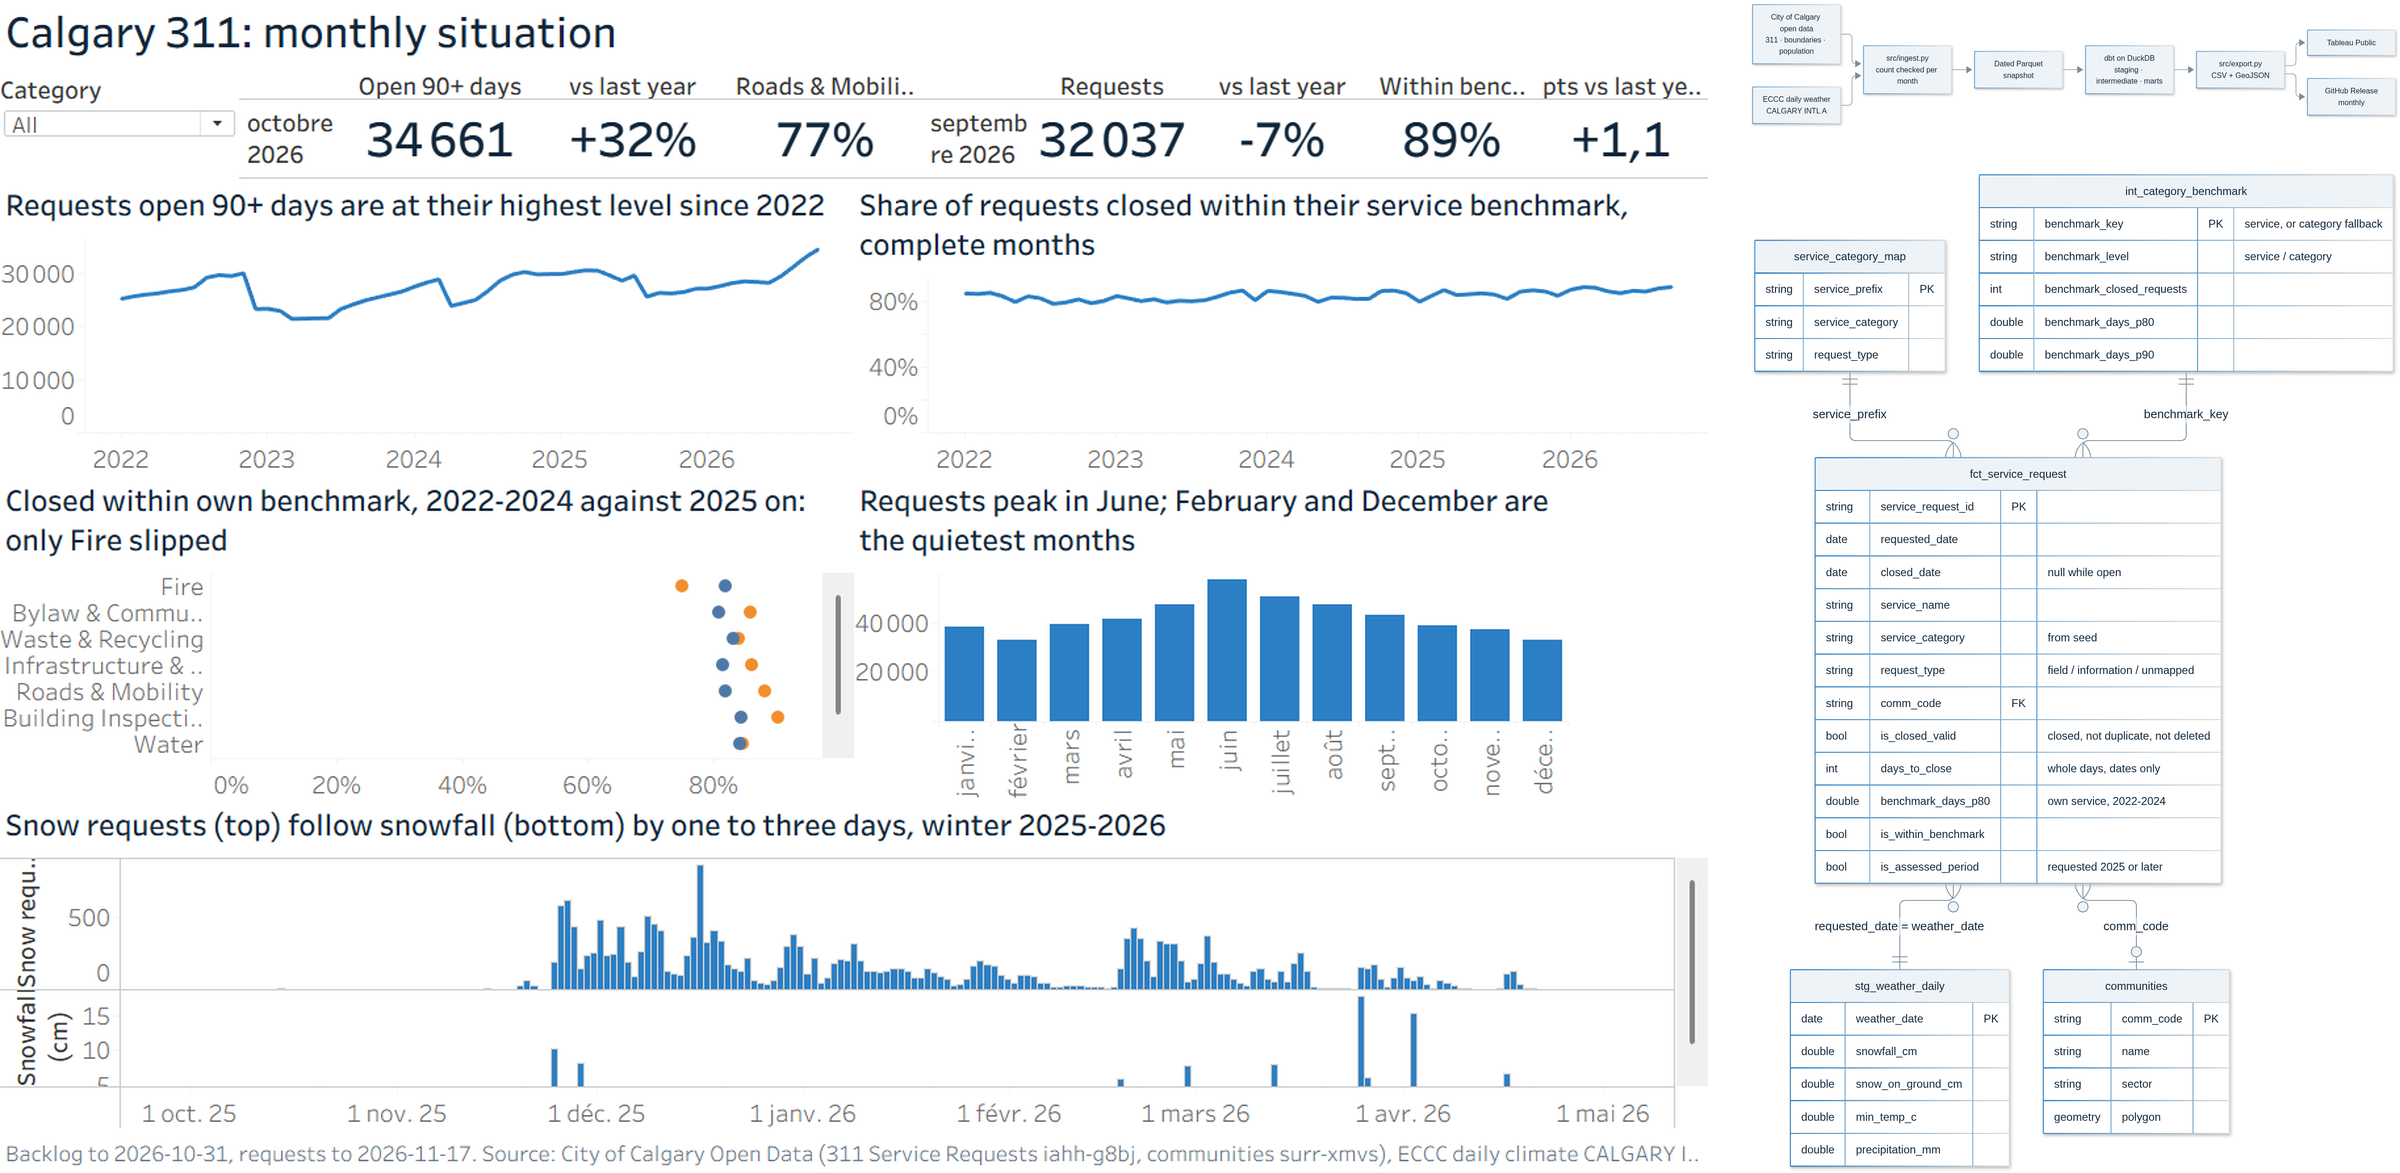 Calgary 311: monthly situation
Category
All
Open 90+ days
vs last year
Roads & Mobili..
octobre
2026
34 661
+32%
77%
Requests
vs last year
Within benc..
pts vs last ye..
septemb
re 2026
32 037
-7%
89%
+1,1
Requests open 90+ days are at their highest level since 2022
30 000
20 000
10 000
0
2022
2023
2024
2025
2026
Share of requests closed within their service benchmark,
complete months
80%
40%
0%
2022
2023
2024
2025
2026
Closed within own benchmark, 2022-2024 against 2025 on:
only Fire slipped
Fire
Bylaw & Commu..
Waste & Recycling
Infrastructure & ..
Roads & Mobility
Building Inspecti..
Water
0%
20%
40%
60%
80%
Requests peak in June; February and December are
the quietest months
40 000
20 000
janvi..
février
mars
avril
mai
juin
juillet
août
sept..
octo..
nove..
déce..
Snow requests (top) follow snowfall (bottom) by one to three days, winter 2025-2026
Snow requ..
500
0
Snowfall
(cm)
15
10
5
1 oct. 25
1 nov. 25
1 déc. 25
1 janv. 26
1 févr. 26
1 mars 26
1 avr. 26
1 mai 26
Backlog to 2026-10-31, requests to 2026-11-17. Source: City of Calgary Open Data (311 Service Requests iahh-g8bj, communities surr-xmvs), ECCC daily climate CALGARY I..
City of Calgary
open data
311 · boundaries ·
population
ECCC daily weather
CALGARY INTL A
src/ingest.py
count checked per
month
Dated Parquet
snapshot
dbt on DuckDB
staging ·
intermediate · marts
src/export.py
CSV + GeoJSON
Tableau Public
GitHub Release
monthly
int_category_benchmark
string benchmark_key PK service, or category fallback
string benchmark_level service / category
int benchmark_closed_requests
double benchmark_days_p80
double benchmark_days_p90
service_category_map
string service_prefix PK
string service_category
string request_type
service_prefix
benchmark_key
fct_service_request
string service_request_id PK
date requested_date
date closed_date null while open
string service_name
string service_category from seed
string request_type field / information / unmapped
string comm_code FK
bool is_closed_valid closed, not duplicate, not deleted
int days_to_close whole days, dates only
double benchmark_days_p80 own service, 2022-2024
bool is_within_benchmark
bool is_assessed_period requested 2025 or later
requested_date = weather_date
comm_code
stg_weather_daily
date weather_date PK
double snowfall_cm
double snow_on_ground_cm
double min_temp_c
double precipitation_mm
communities
string comm_code PK
string name
string sector
geometry polygon